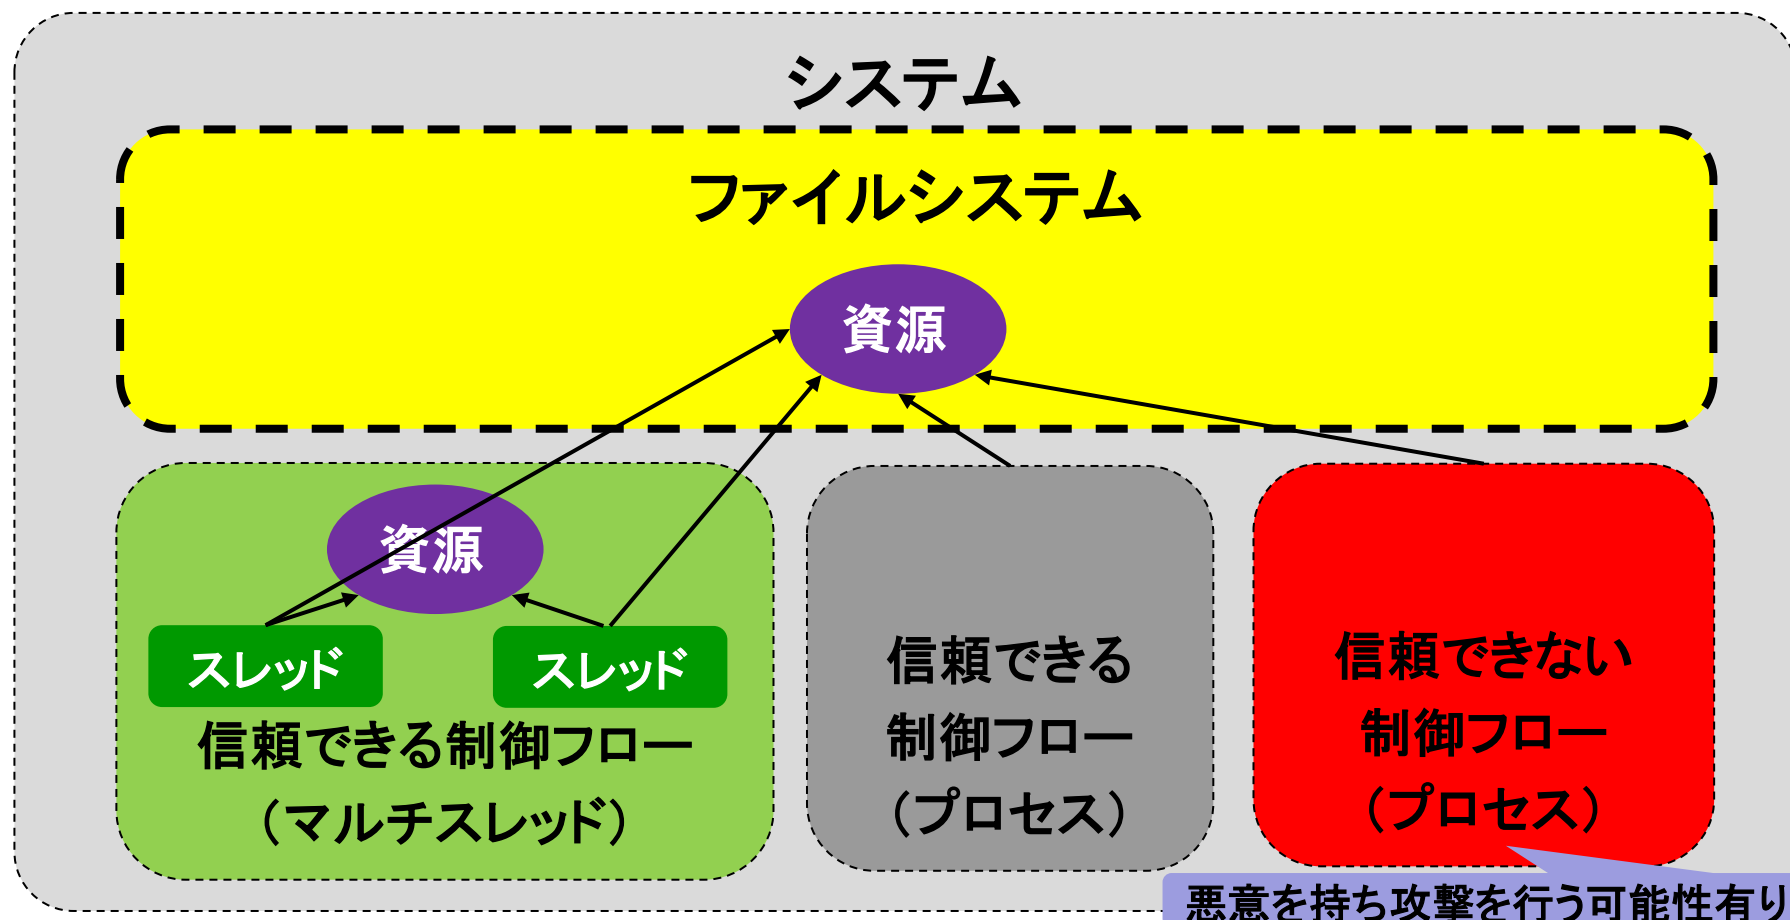 システム
ファイルシステム
資源
資源
スレッド
スレッド
信頼できる制御フロー
（マルチスレッド）
信頼できる
制御フロー
（プロセス）
信頼できない
制御フロー
（プロセス）
悪意を持ち攻撃を行う可能性有り